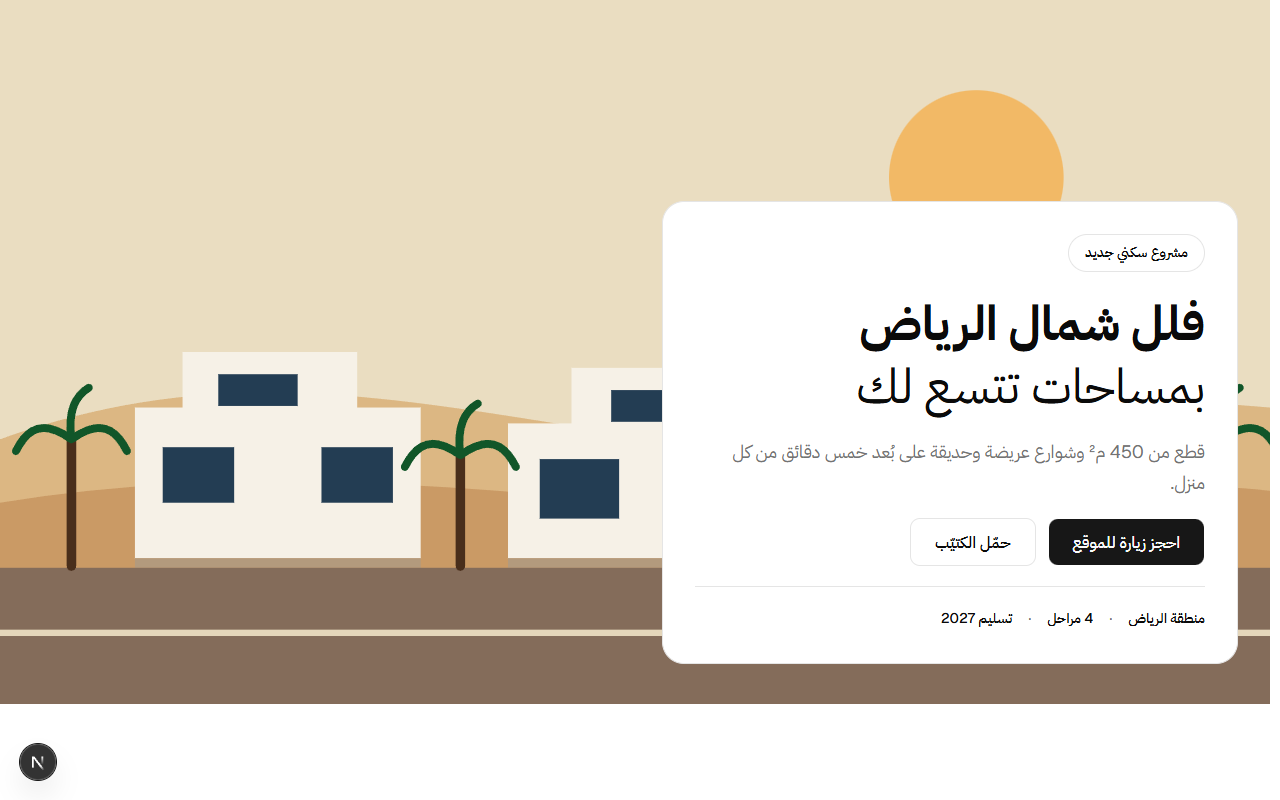 مشروع سكني جديد
فلل شمال الرياض
بمساحات تتسع لك
قطع من 450 م² وشوارع عريضة وحديقة على بُعد خمس دقائق من كل
منزل.
احجز زيارة للموقع
حمّل الكتيّب
منطقة الرياض · 4 مراحل · تسليم 2027
N